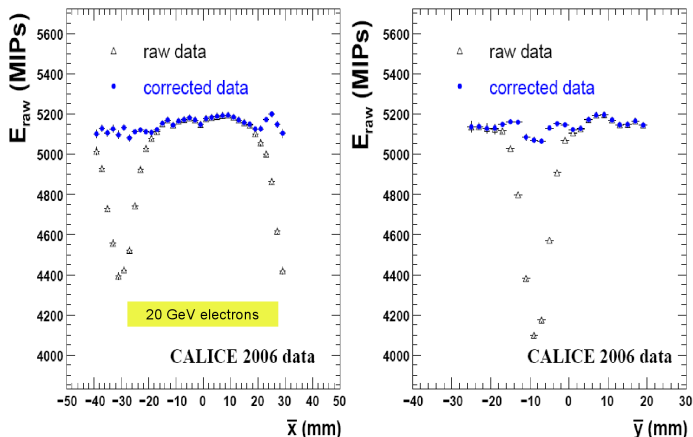 E_raw (MIPs)
5600
5400
5200
5000
4800
4600
4400
4200
4000
raw data
corrected data
20 GeV electrons
CALICE 2006 data
−50 −40 −30 −20 −10 0 10 20 30 40 50
x̄ (mm)
E_raw (MIPs)
5600
5400
5200
5000
4800
4600
4400
4200
4000
raw data
corrected data
CALICE 2006 data
−40 −30 −20 −10 0 10 20 30
ȳ (mm)